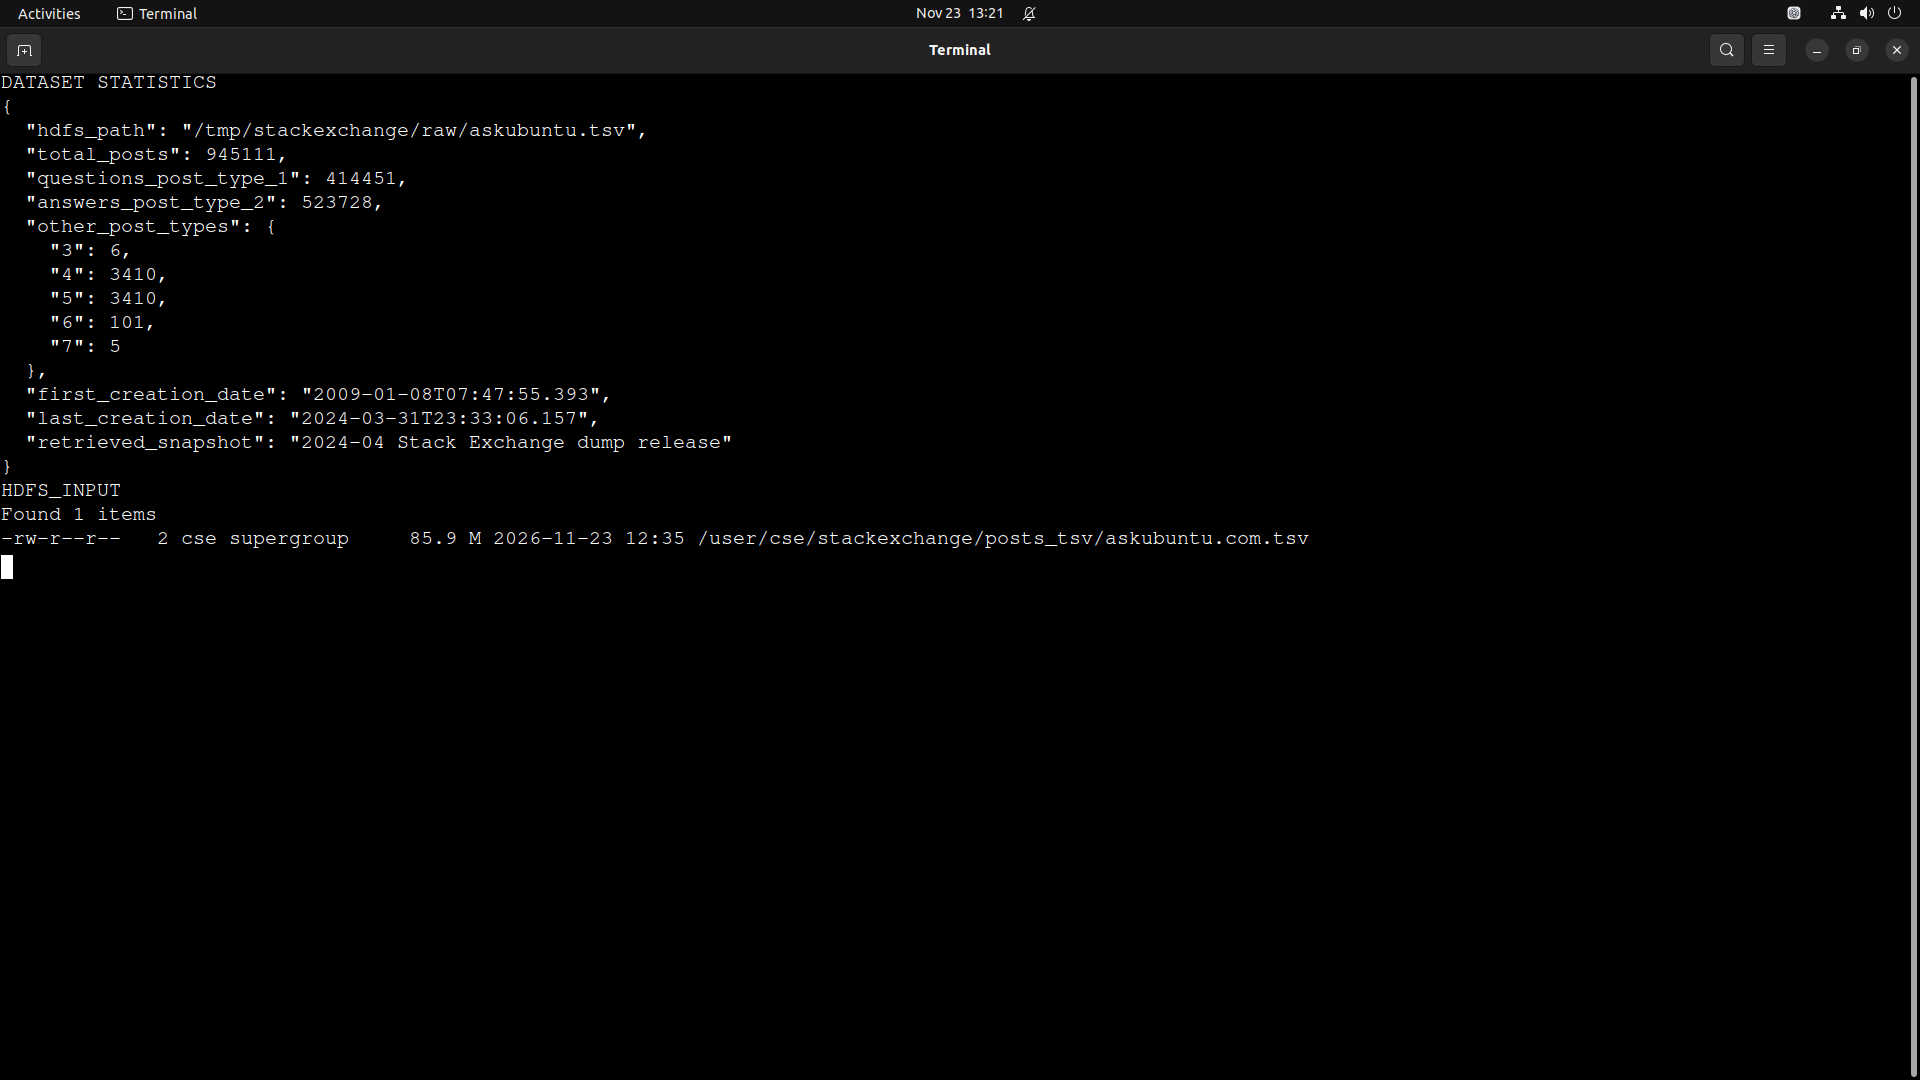 Activities
Terminal
Nov 23 13:21
Terminal
DATASET STATISTICS
{
  "hdfs_path": "/tmp/stackexchange/raw/askubuntu.tsv",
  "total_posts": 945111,
  "questions_post_type_1": 414451,
  "answers_post_type_2": 523728,
  "other_post_types": {
    "3": 6,
    "4": 3410,
    "5": 3410,
    "6": 101,
    "7": 5
  },
  "first_creation_date": "2009-01-08T07:47:55.393",
  "last_creation_date": "2024-03-31T23:33:06.157",
  "retrieved_snapshot": "2024-04 Stack Exchange dump release"
}
HDFS_INPUT
Found 1 items
-rw-r--r--   2 cse supergroup     85.9 M 2026-11-23 12:35 /user/cse/stackexchange/posts_tsv/askubuntu.com.tsv